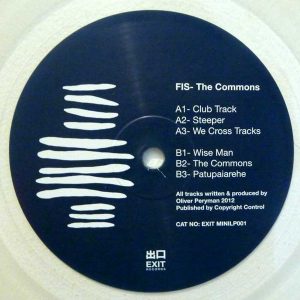 FIS- The Commons
A1- Club Track
A2- Steeper
A3- We Cross Tracks
B1- Wise Man
B2- The Commons
B3- Patupaiarehe
All tracks written & produced by
Oliver Peryman 2012
Published by Copyright Control
CAT NO: EXIT MINILP001
出口
EXIT
RECORDS